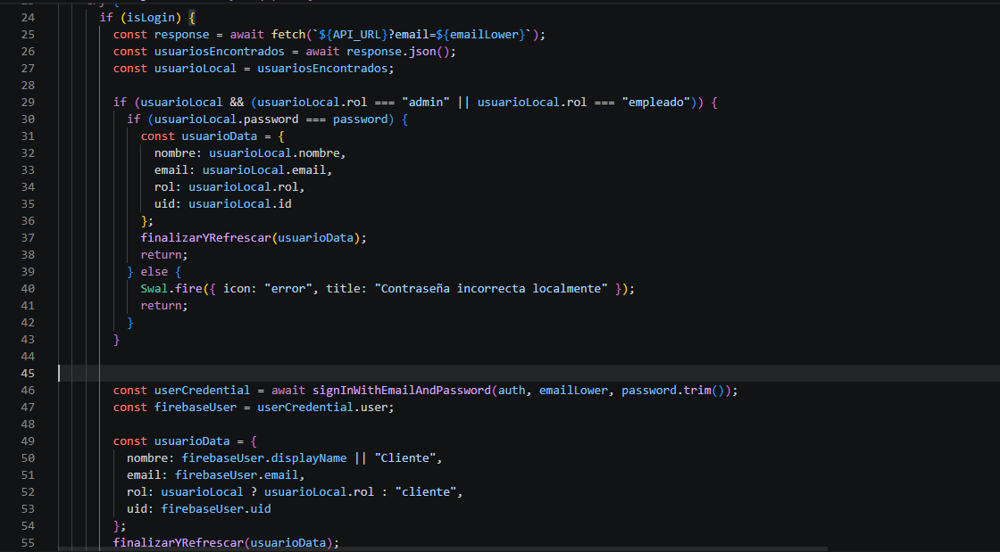 24 if (isLogin) {
25 const response = await fetch(`${API_URL}?email=${emailLower}`);
26 const usuariosEncontrados = await response.json();
27 const usuarioLocal = usuariosEncontrados;
28
29 if (usuarioLocal && (usuarioLocal.rol === "admin" || usuarioLocal.rol === "empleado")) {
30 if (usuarioLocal.password === password) {
31 const usuarioData = {
32 nombre: usuarioLocal.nombre,
33 email: usuarioLocal.email,
34 rol: usuarioLocal.rol,
35 uid: usuarioLocal.id
36 };
37 finalizarYRefrescar(usuarioData);
38 return;
39 } else {
40 Swal.fire({ icon: "error", title: "Contraseña incorrecta localmente" });
41 return;
42 }
43 }
44
45
46 const userCredential = await signInWithEmailAndPassword(auth, emailLower, password.trim());
47 const firebaseUser = userCredential.user;
48
49 const usuarioData = {
50 nombre: firebaseUser.displayName || "Cliente",
51 email: firebaseUser.email,
52 rol: usuarioLocal ? usuarioLocal.rol : "cliente",
53 uid: firebaseUser.uid
54 };
55 finalizarYRefrescar(usuarioData);